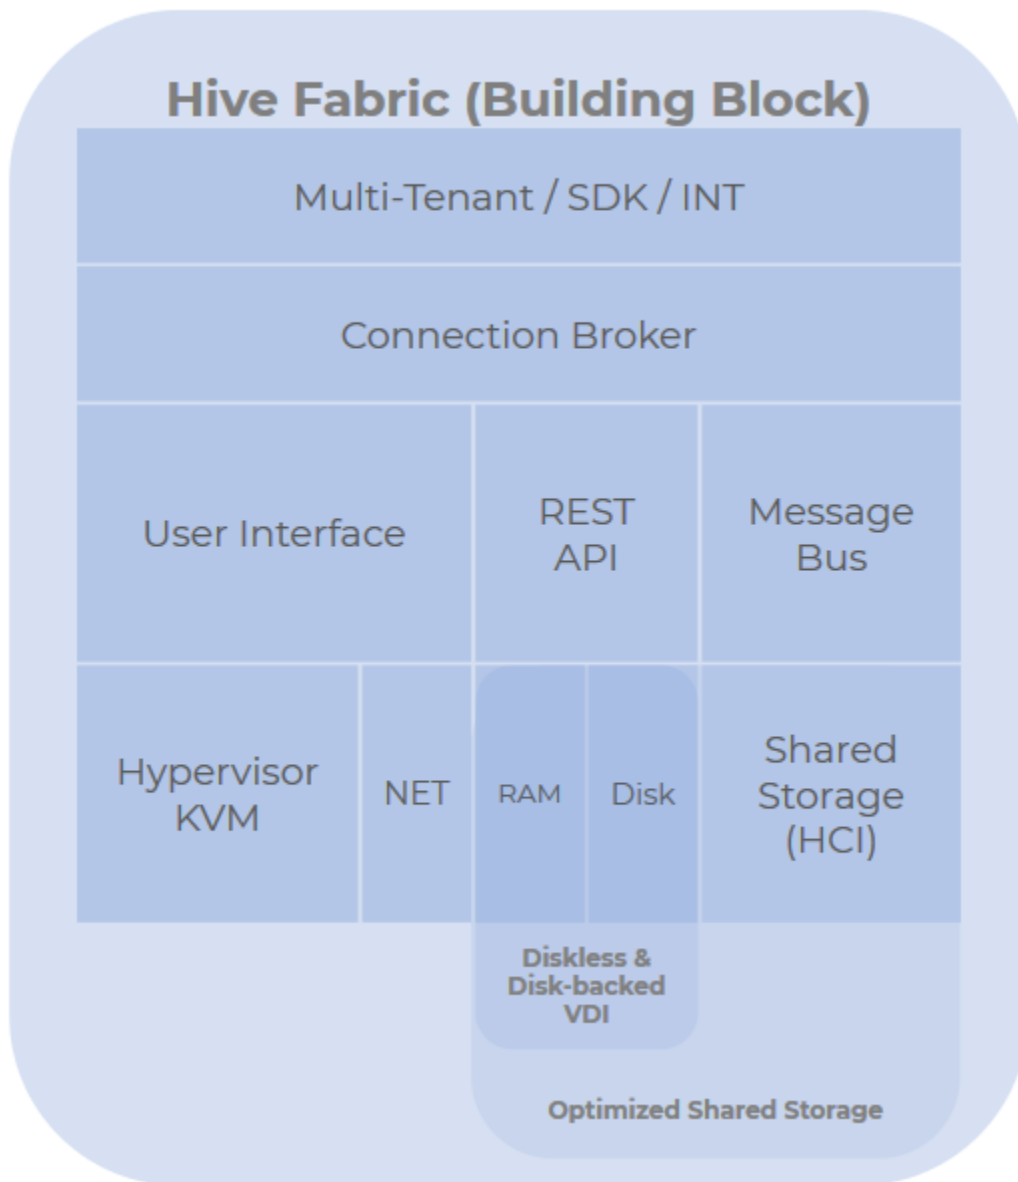 Hive Fabric (Building Block)
Multi-Tenant / SDK / INT
Connection Broker
User Interface
REST
API
Message
Bus
Hypervisor
KVM
NET
RAM
Disk
Shared
Storage
(HCI)
Diskless &
Disk-backed
VDI
Optimized Shared Storage